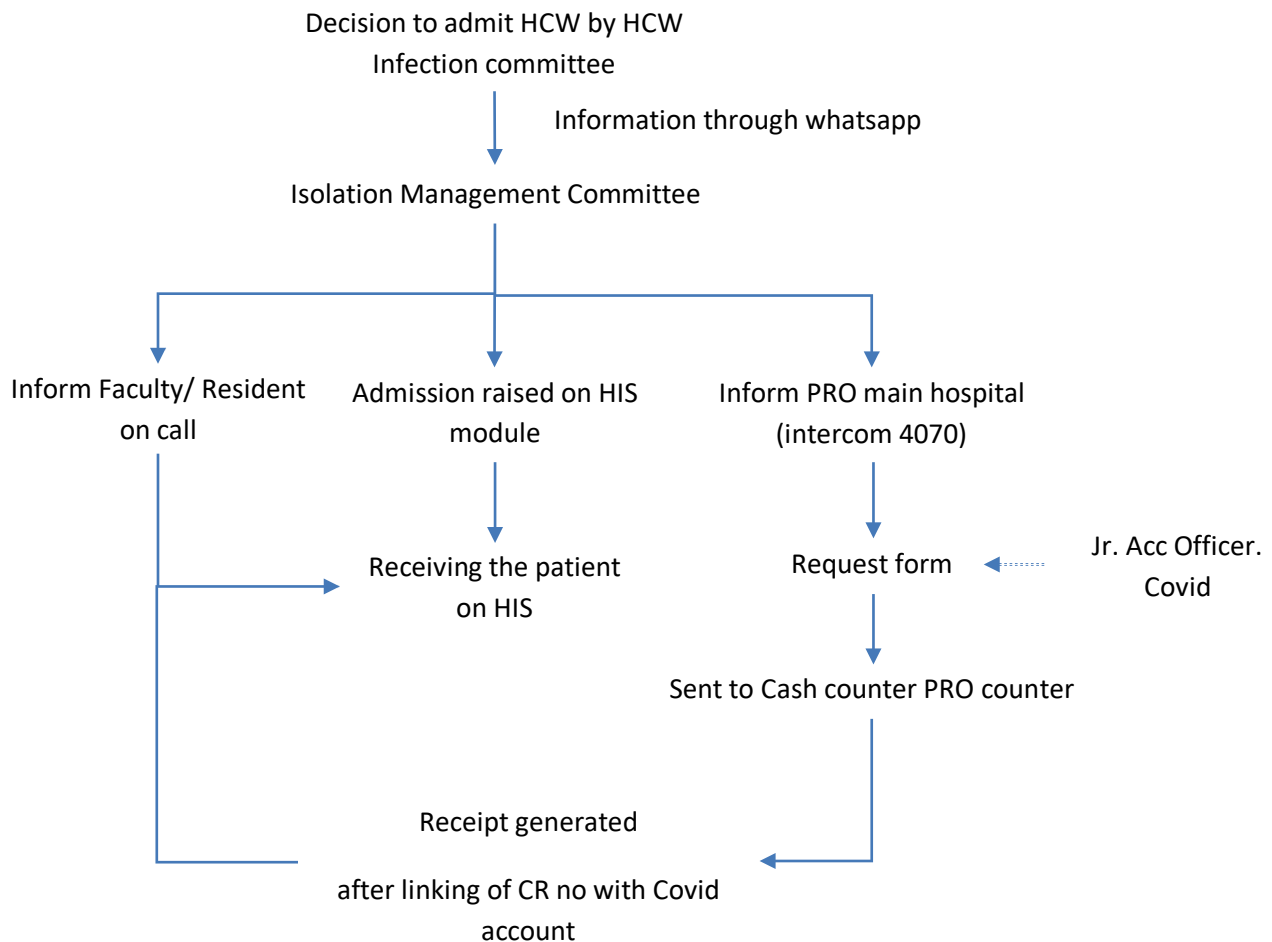 Decision to admit HCW by HCW
Infection committee
Information through whatsapp
Isolation Management Committee
Inform Faculty/ Resident
on call
Admission raised on HIS
module
Inform PRO main hospital
(intercom 4070)
Receiving the patient
on HIS
Request form
Jr. Acc Officer.
Covid
Sent to Cash counter PRO counter
Receipt generated
after linking of CR no with Covid
account